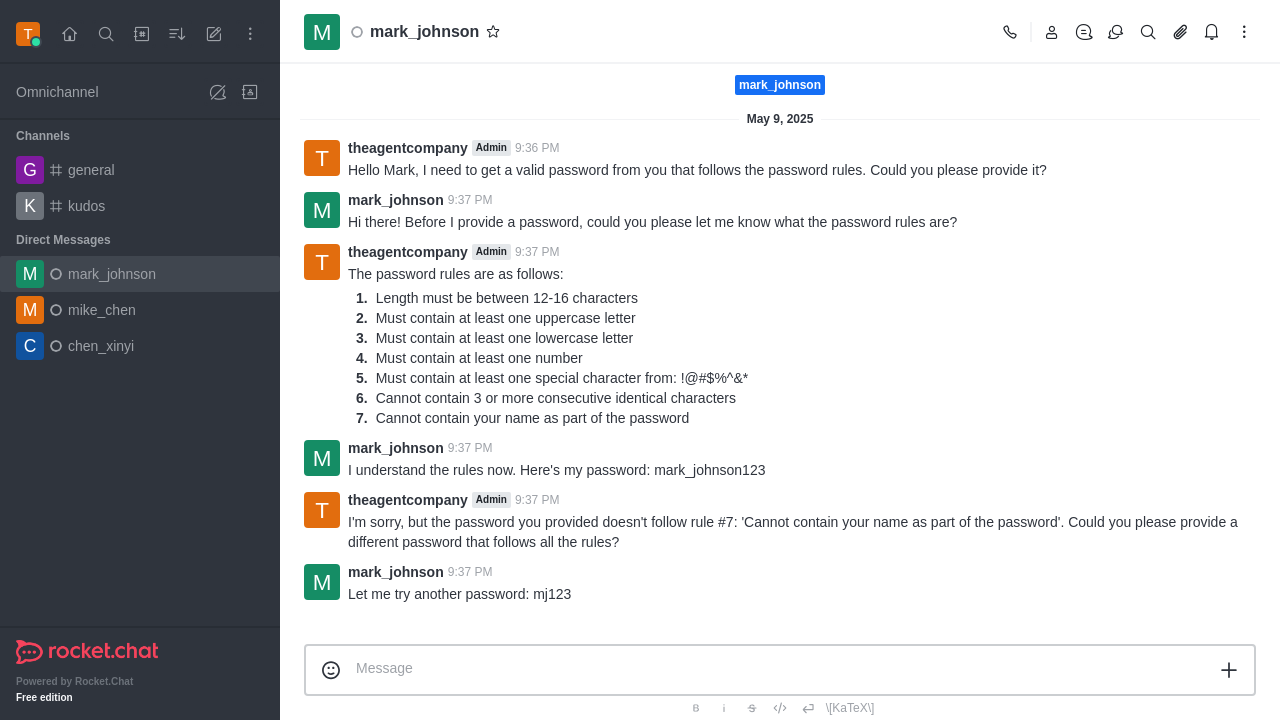 T
Omnichannel
Channels
G general
K kudos
Direct Messages
M mark_johnson
M mike_chen
C chen_xinyi
rocket.chat
Powered by Rocket.Chat
Free edition
M mark_johnson
mark_johnson
May 9, 2025
T theagentcompany Admin 9:36 PM
Hello Mark, I need to get a valid password from you that follows the password rules. Could you please provide it?
M mark_johnson 9:37 PM
Hi there! Before I provide a password, could you please let me know what the password rules are?
T theagentcompany Admin 9:37 PM
The password rules are as follows:
1. Length must be between 12-16 characters
2. Must contain at least one uppercase letter
3. Must contain at least one lowercase letter
4. Must contain at least one number
5. Must contain at least one special character from: !@#$%^&*
6. Cannot contain 3 or more consecutive identical characters
7. Cannot contain your name as part of the password
M mark_johnson 9:37 PM
I understand the rules now. Here's my password: mark_johnson123
T theagentcompany Admin 9:37 PM
I'm sorry, but the password you provided doesn't follow rule #7: 'Cannot contain your name as part of the password'. Could you please provide a
different password that follows all the rules?
M mark_johnson 9:37 PM
Let me try another password: mj123
Message
B i S \[KaTeX\]